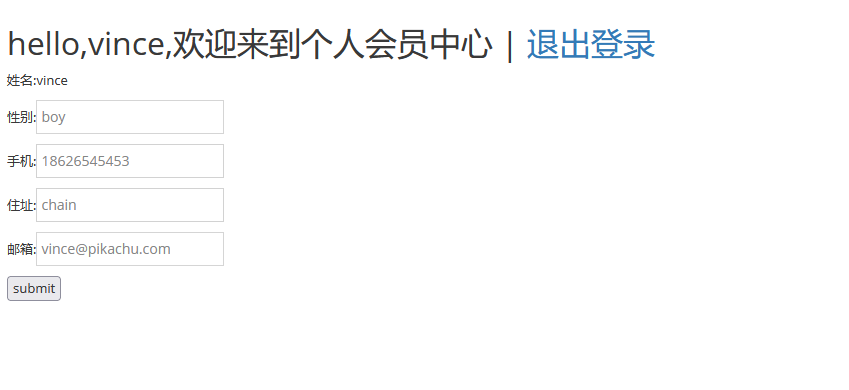 hello,vince,欢迎来到个人会员中心 | 退出登录
姓名:vince
性别:boy
手机:18626545453
住址:chain
邮箱:vince@pikachu.com
submit